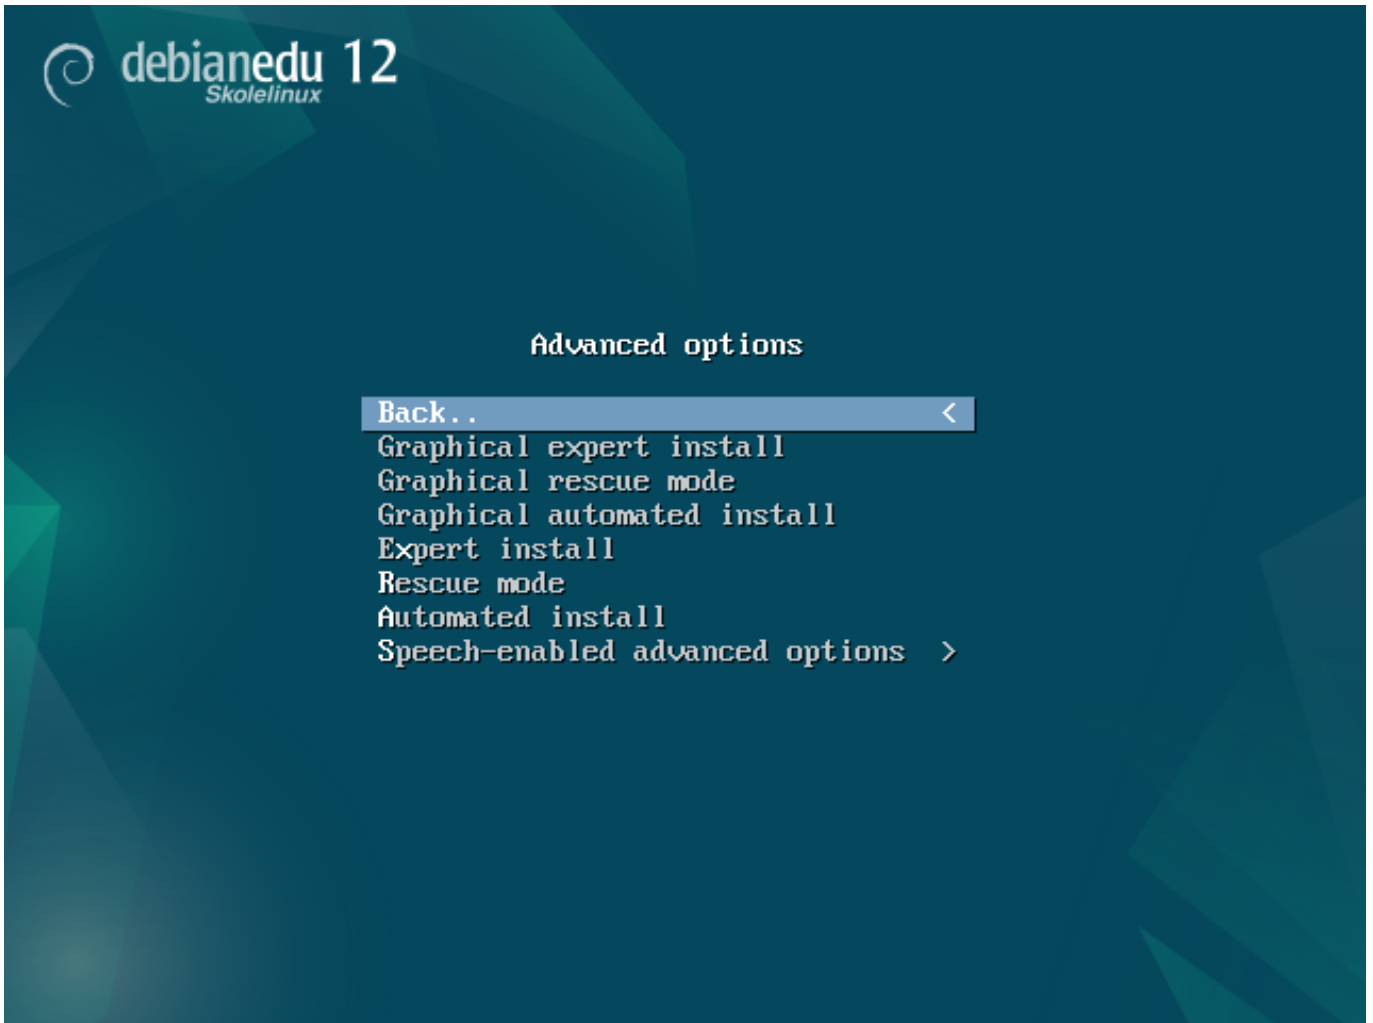 debianedu 12
Skolelinux
Advanced options
Back.. <
Graphical expert install
Graphical rescue mode
Graphical automated install
Expert install
Rescue mode
Automated install
Speech-enabled advanced options >